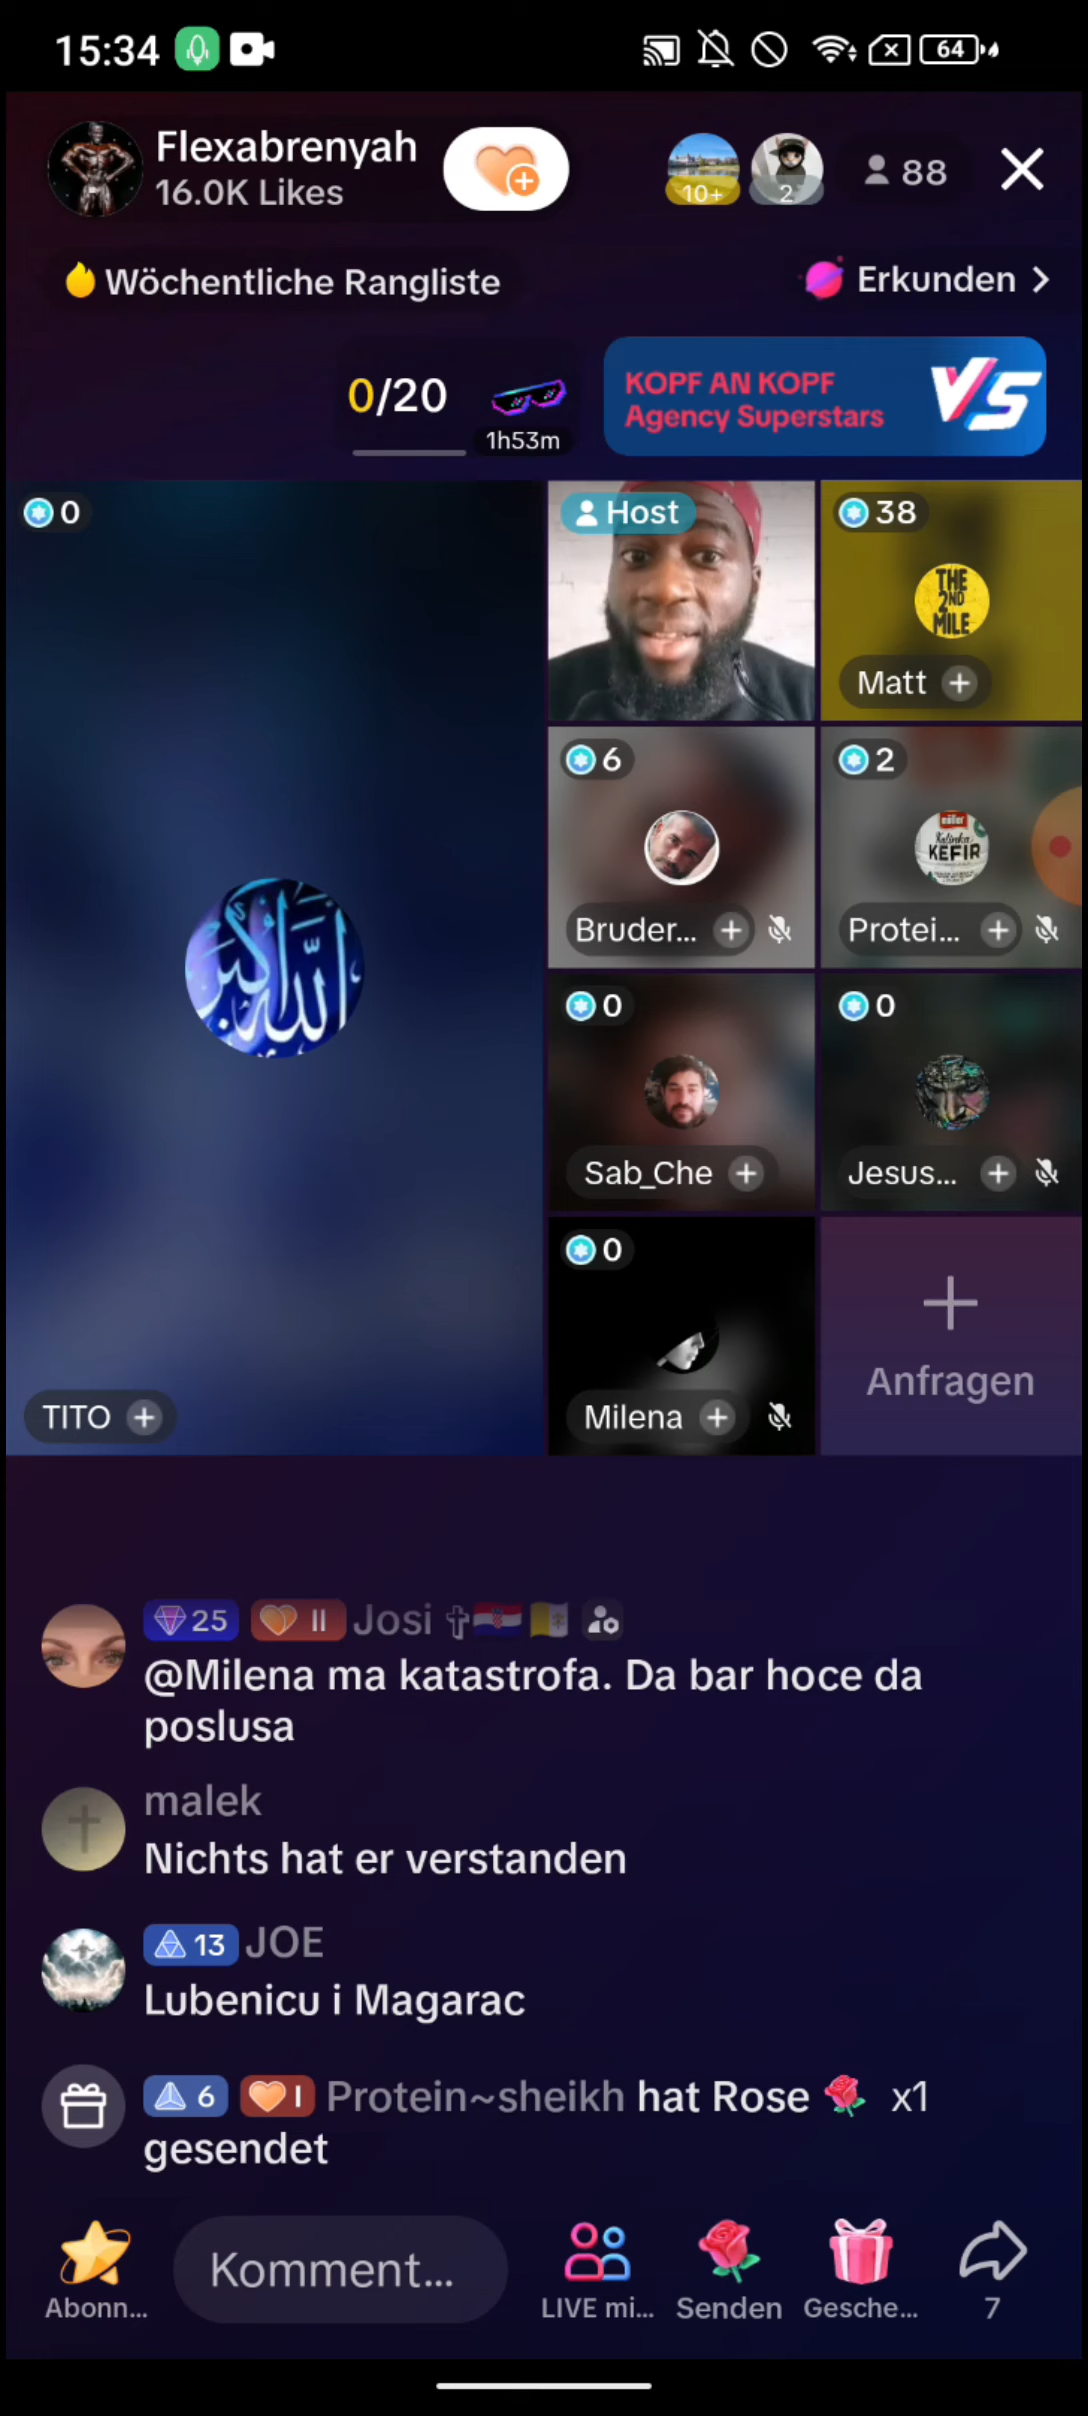 15:34
64
Flexabrenyah
16.0K Likes
10+
2
88
Wöchentliche Rangliste
Erkunden
0/20
1h53m
KOPF AN KOPF
Agency Superstars
VS
0
Host
38
THE
2ND
MILE
Matt
6
2
müller
Kalinka
KEFIR
Bruder...
Protei...
0
0
الله أكبر
Sab_Che
Jesus...
0
Anfragen
TITO
Milena
25 II Josi
@Milena ma katastrofa. Da bar hoce da
poslusa
malek
Nichts hat er verstanden
13 JOE
Lubenicu i Magarac
6 I Protein~sheikh hat Rose x1
gesendet
Komment...
Abonn...
LIVE mi...
Senden
Gesche...
7